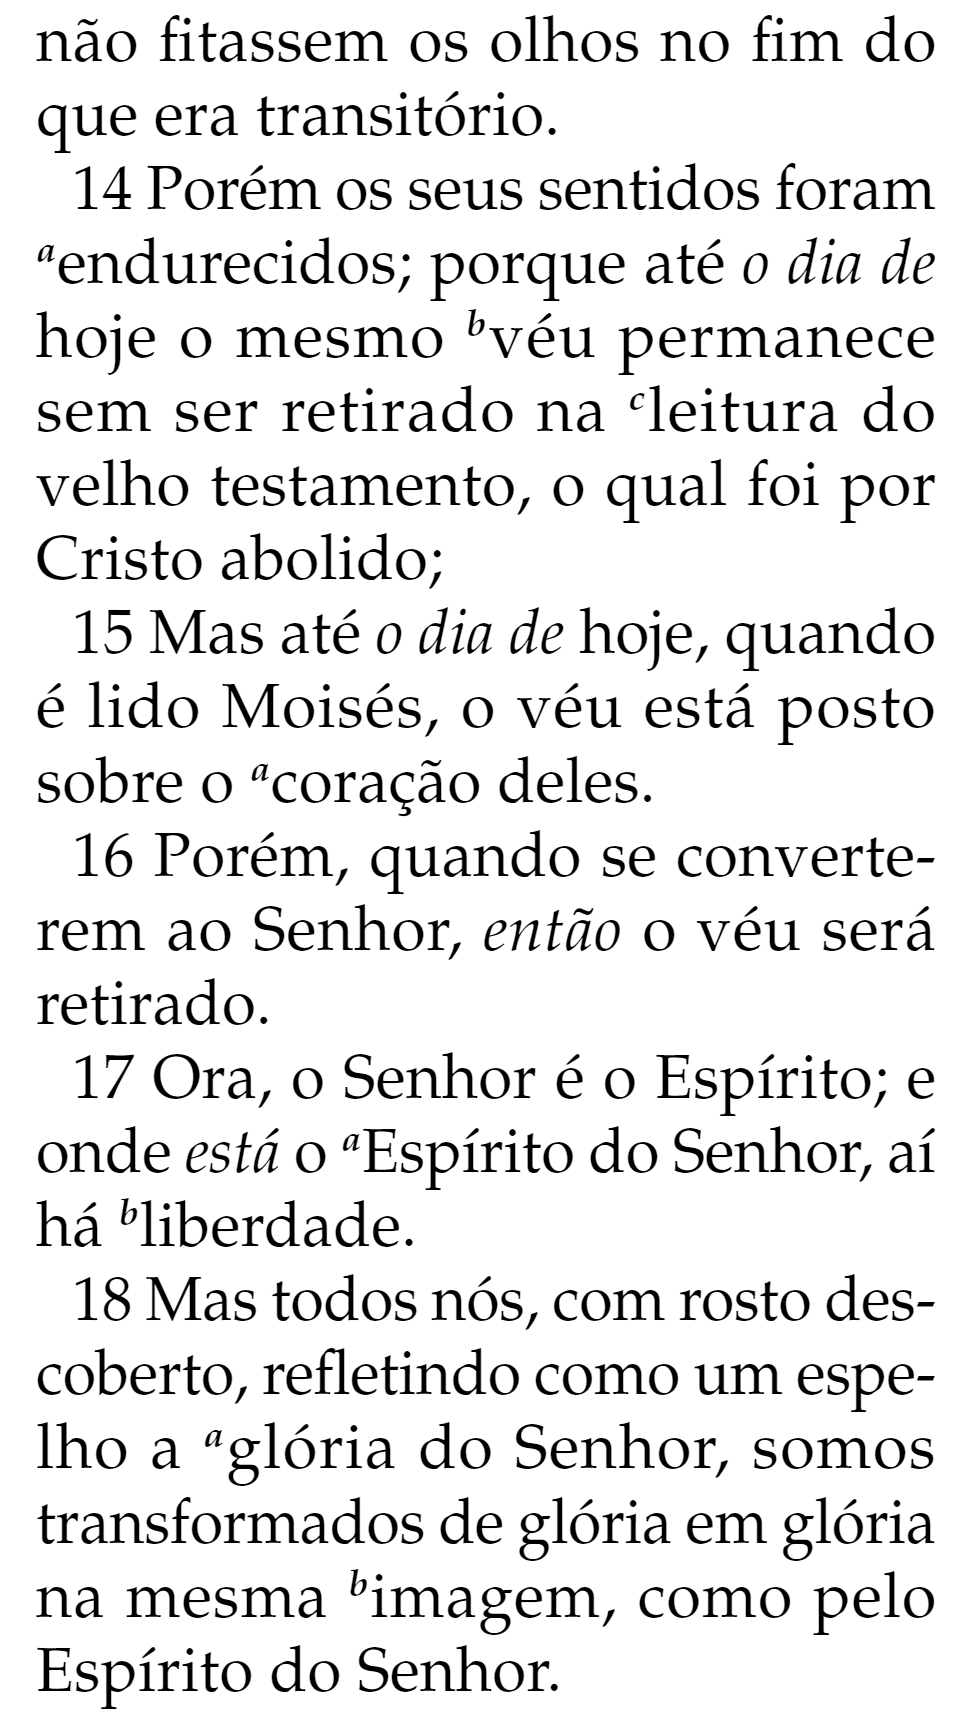 não fitassem os olhos no fim do
que era transitório.
14 Porém os seus sentidos foram
ᵃendurecidos; porque até o dia de
hoje o mesmo ᵇvéu permanece
sem ser retirado na ᶜleitura do
velho testamento, o qual foi por
Cristo abolido;
15 Mas até o dia de hoje, quando
é lido Moisés, o véu está posto
sobre o ᵃcoração deles.
16 Porém, quando se converte-
rem ao Senhor, então o véu será
retirado.
17 Ora, o Senhor é o Espírito; e
onde está o ᵃEspírito do Senhor, aí
há ᵇliberdade.
18 Mas todos nós, com rosto des-
coberto, refletindo como um espe-
lho a ᵃglória do Senhor, somos
transformados de glória em glória
na mesma ᵇimagem, como pelo
Espírito do Senhor.